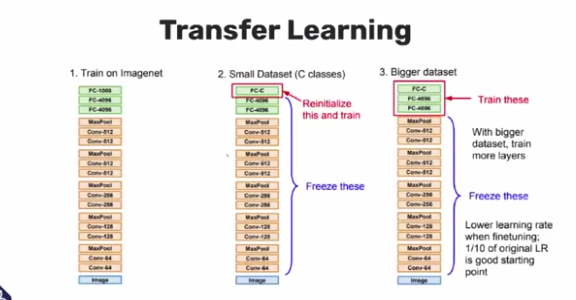 Transfer Learning
1. Train on Imagenet
FC-1000
FC-4096
FC-4096
MaxPool
Conv-512
Conv-512
MaxPool
Conv-512
Conv-512
MaxPool
Conv-256
Conv-256
MaxPool
Conv-128
Conv-128
MaxPool
Conv-64
Conv-64
Image
2. Small Dataset (C classes)
FC-C
FC-4096
FC-4096
MaxPool
Conv-512
Conv-512
MaxPool
Conv-512
Conv-512
MaxPool
Conv-256
Conv-256
MaxPool
Conv-128
Conv-128
MaxPool
Conv-64
Conv-64
Image
Reinitialize
this and train
Freeze these
3. Bigger dataset
FC-C
FC-4096
FC-4096
MaxPool
Conv-512
Conv-512
MaxPool
Conv-512
Conv-512
MaxPool
Conv-256
Conv-256
MaxPool
Conv-128
Conv-128
MaxPool
Conv-64
Conv-64
Image
Train these
With bigger
dataset, train
more layers
Freeze these
Lower learning rate
when finetuning;
1/10 of original LR
is good starting
point